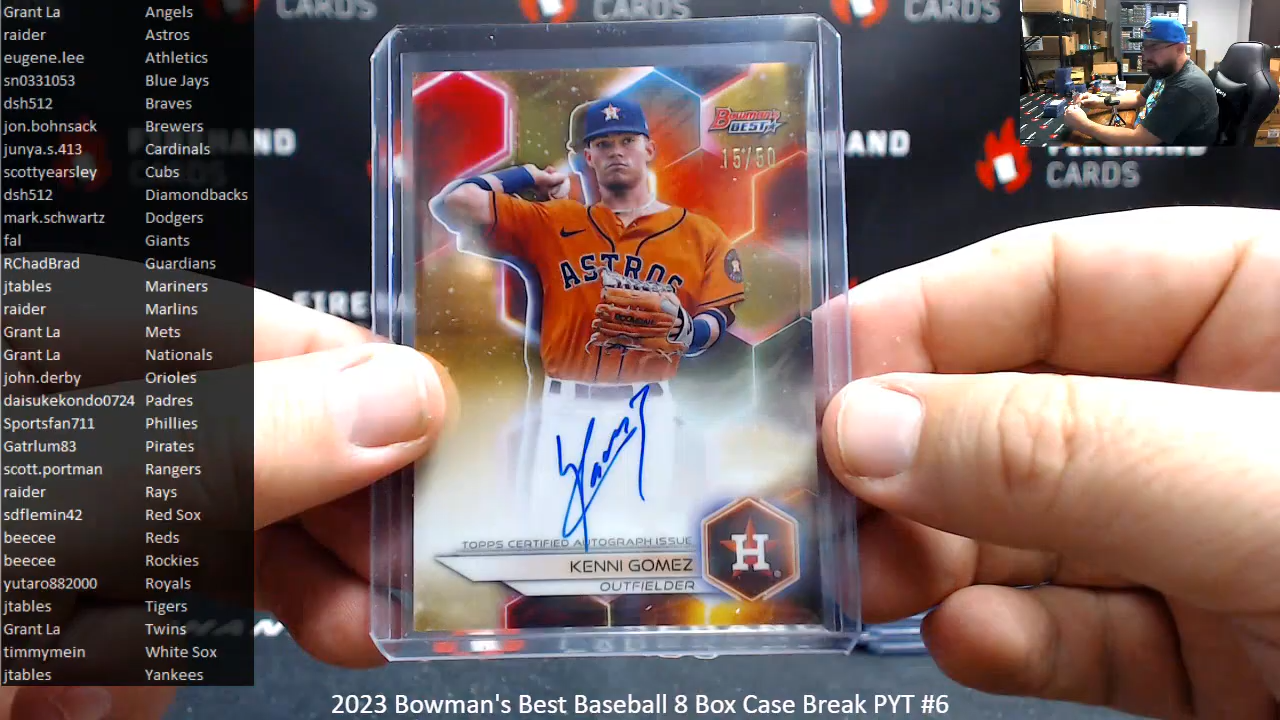 Grant La Angels
raider Astros
eugene.lee Athletics
sn0331053 Blue Jays
dsh512 Braves
jon.bohnsack Brewers
junya.s.413 Cardinals
scottyearsley Cubs
dsh512 Diamondbacks
mark.schwartz Dodgers
fal Giants
RChadBrad Guardians
jtables Mariners
raider Marlins
Grant La Mets
Grant La Nationals
john.derby Orioles
daisukekondo0724 Padres
Sportsfan711 Phillies
Gatrlum83 Pirates
scott.portman Rangers
raider Rays
sdflemin42 Red Sox
beecee Reds
beecee Rockies
yutaro882000 Royals
jtables Tigers
Grant La Twins
timmymein White Sox
jtables Yankees
CARDS
CARDS
CARDS
FIREHAND
CARDS
Bowman's
BEST
15/50
ASTROS
TOPPS CERTIFIED AUTOGRAPH ISSUE
KENNI GOMEZ
OUTFIELDER
H
2023 Bowman's Best Baseball 8 Box Case Break PYT #6